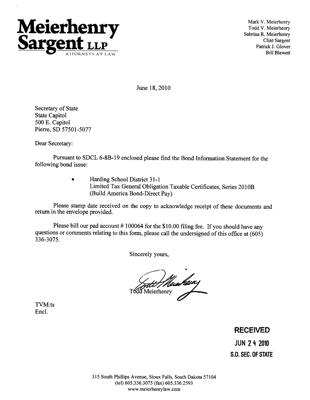 Meierhenry
Sargent LLP
ATTORNEYS AT LAW
Mark V. Meierhenry
Todd V. Meierhenry
Sabrina R. Meierhenry
Clint Sargent
Patrick J. Glover
Bill Blewett
June 18, 2010
Secretary of State
State Capitol
500 E. Capitol
Pierre, SD 57501-5077
Dear Secretary:
Pursuant to SDCL 6-8B-19 enclosed please find the Bond Information Statement for the
following bond issue:
• Harding School District 31-1
Limited Tax General Obligation Taxable Certificates, Series 2010B
(Build America Bond-Direct Pay)
Please stamp date received on the copy to acknowledge receipt of these documents and
return in the envelope provided.
Please bill our pad account # 100064 for the $10.00 filing fee. If you should have any
questions or comments relating to this form, please call the undersigned of this office at (605)
336-3075.
Sincerely yours,
Todd Meierhenry
Todd Meierhenry
TVM:ts
Encl.
RECEIVED
JUN 24 2010
S.D. SEC. OF STATE
315 South Phillips Avenue, Sioux Falls, South Dakota 57104
(tel) 605.336.3075 (fax) 605.336.2593
www.meierhenrylaw.com